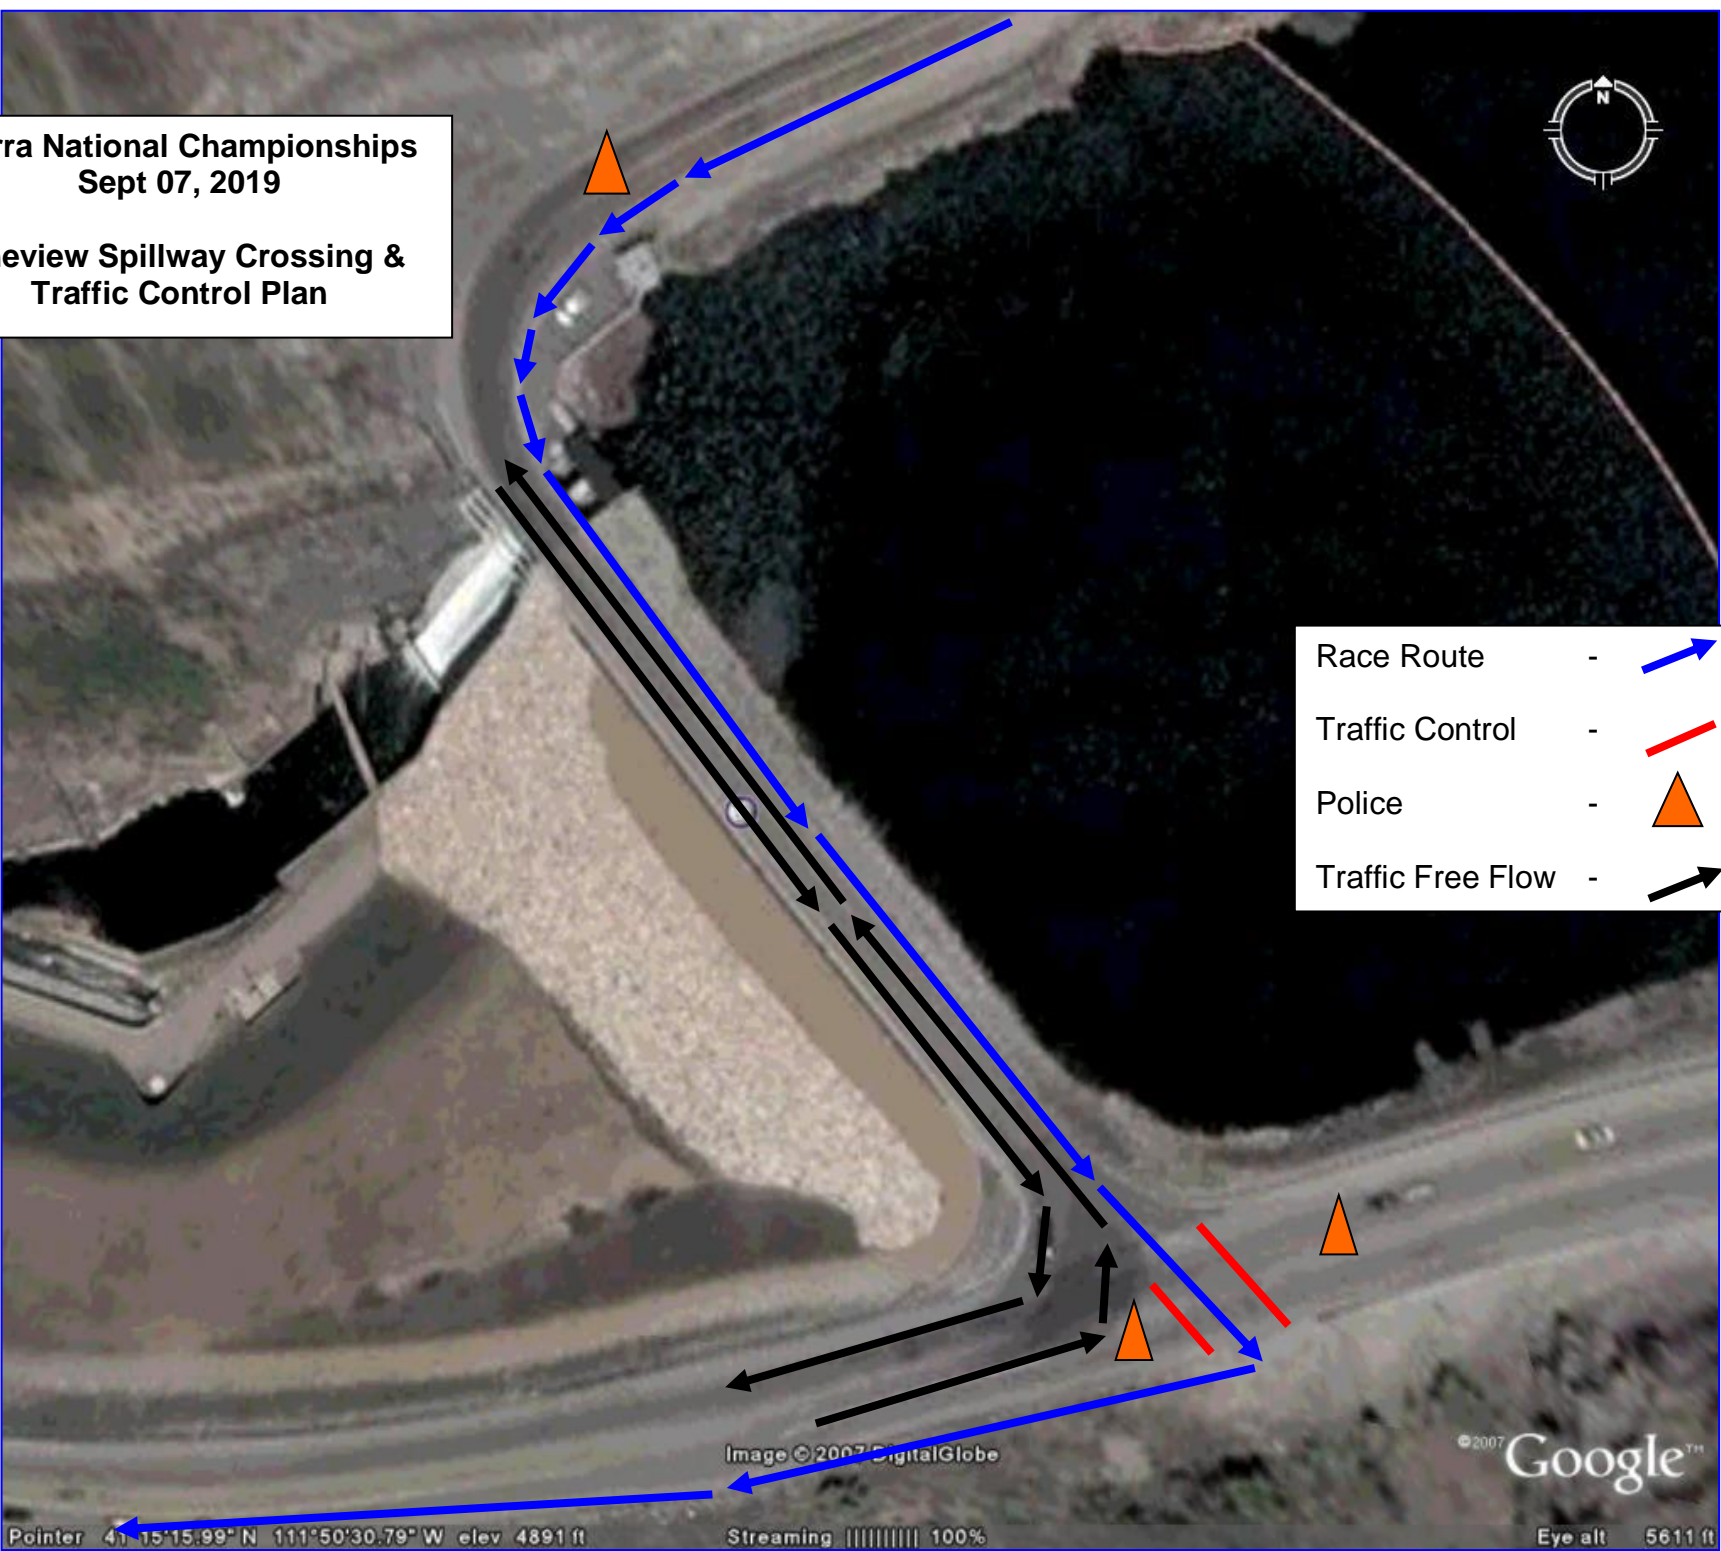 rra National Championships
Sept 07, 2019
eview Spillway Crossing &
Traffic Control Plan
N
Race Route -
Traffic Control -
Police -
Traffic Free Flow -
Image © 2007 DigitalGlobe
©2007 Google™
Pointer 41°15'15.99" N 111°50'30.79" W elev 4891 ft
Streaming |||||||||| 100%
Eye alt 5611 ft